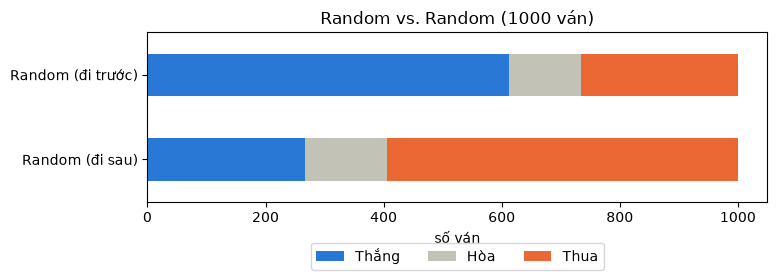 Random vs. Random (1000 ván)
Random (đi trước)
Random (đi sau)
0 200 400 600 800 1000
số ván
Thắng Hòa Thua